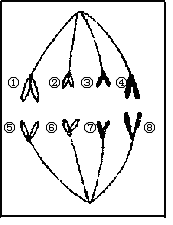 ① ② ③ ④
⑤ ⑥ ⑦ ⑧